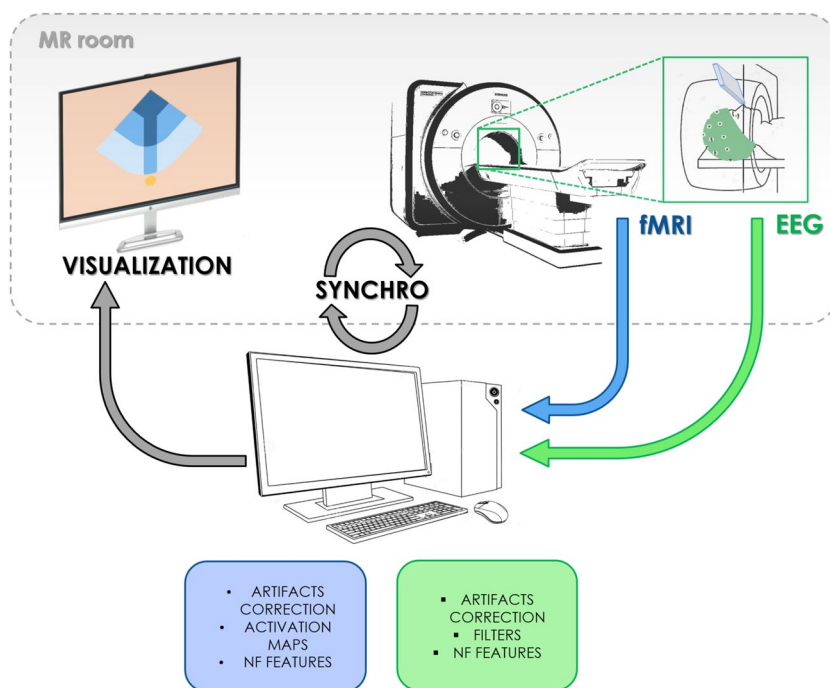 MR room
VISUALIZATION
SYNCHRO
fMRI
EEG
• ARTIFACTS
CORRECTION
• ACTIVATION
MAPS
• NF FEATURES
▪ ARTIFACTS
CORRECTION
▪ FILTERS
▪ NF FEATURES